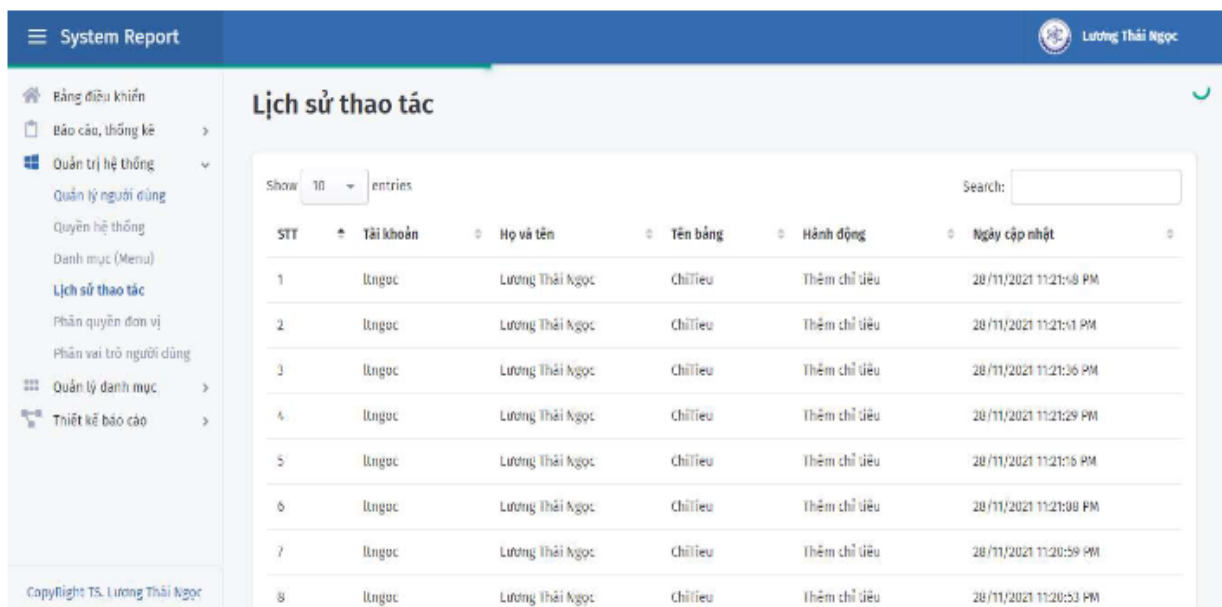 System Report
Lương Thái Ngọc
Bảng điều khiển
Báo cáo, thống kê
Quản trị hệ thống
Quản lý người dùng
Quyền hệ thống
Danh mục (Menu)
Lịch sử thao tác
Phân quyền đơn vị
Phân vai trò người dùng
Quản lý danh mục
Thiết kế báo cáo
CopyRight TS. Lương Thái Ngọc
Lịch sử thao tác
Show 10 entries
Search:
STT Tài khoản Họ và tên Tên bảng Hành động Ngày cập nhật
1 ltngoc Lương Thái Ngọc ChiTieu Thêm chỉ tiêu 28/11/2021 11:21:48 PM
2 ltngoc Lương Thái Ngọc ChiTieu Thêm chỉ tiêu 28/11/2021 11:21:41 PM
3 ltngoc Lương Thái Ngọc ChiTieu Thêm chỉ tiêu 28/11/2021 11:21:36 PM
4 ltngoc Lương Thái Ngọc ChiTieu Thêm chỉ tiêu 28/11/2021 11:21:29 PM
5 ltngoc Lương Thái Ngọc ChiTieu Thêm chỉ tiêu 28/11/2021 11:21:16 PM
6 ltngoc Lương Thái Ngọc ChiTieu Thêm chỉ tiêu 28/11/2021 11:21:08 PM
7 ltngoc Lương Thái Ngọc ChiTieu Thêm chỉ tiêu 28/11/2021 11:20:59 PM
8 ltngoc Lương Thái Ngọc ChiTieu Thêm chỉ tiêu 28/11/2021 11:20:53 PM